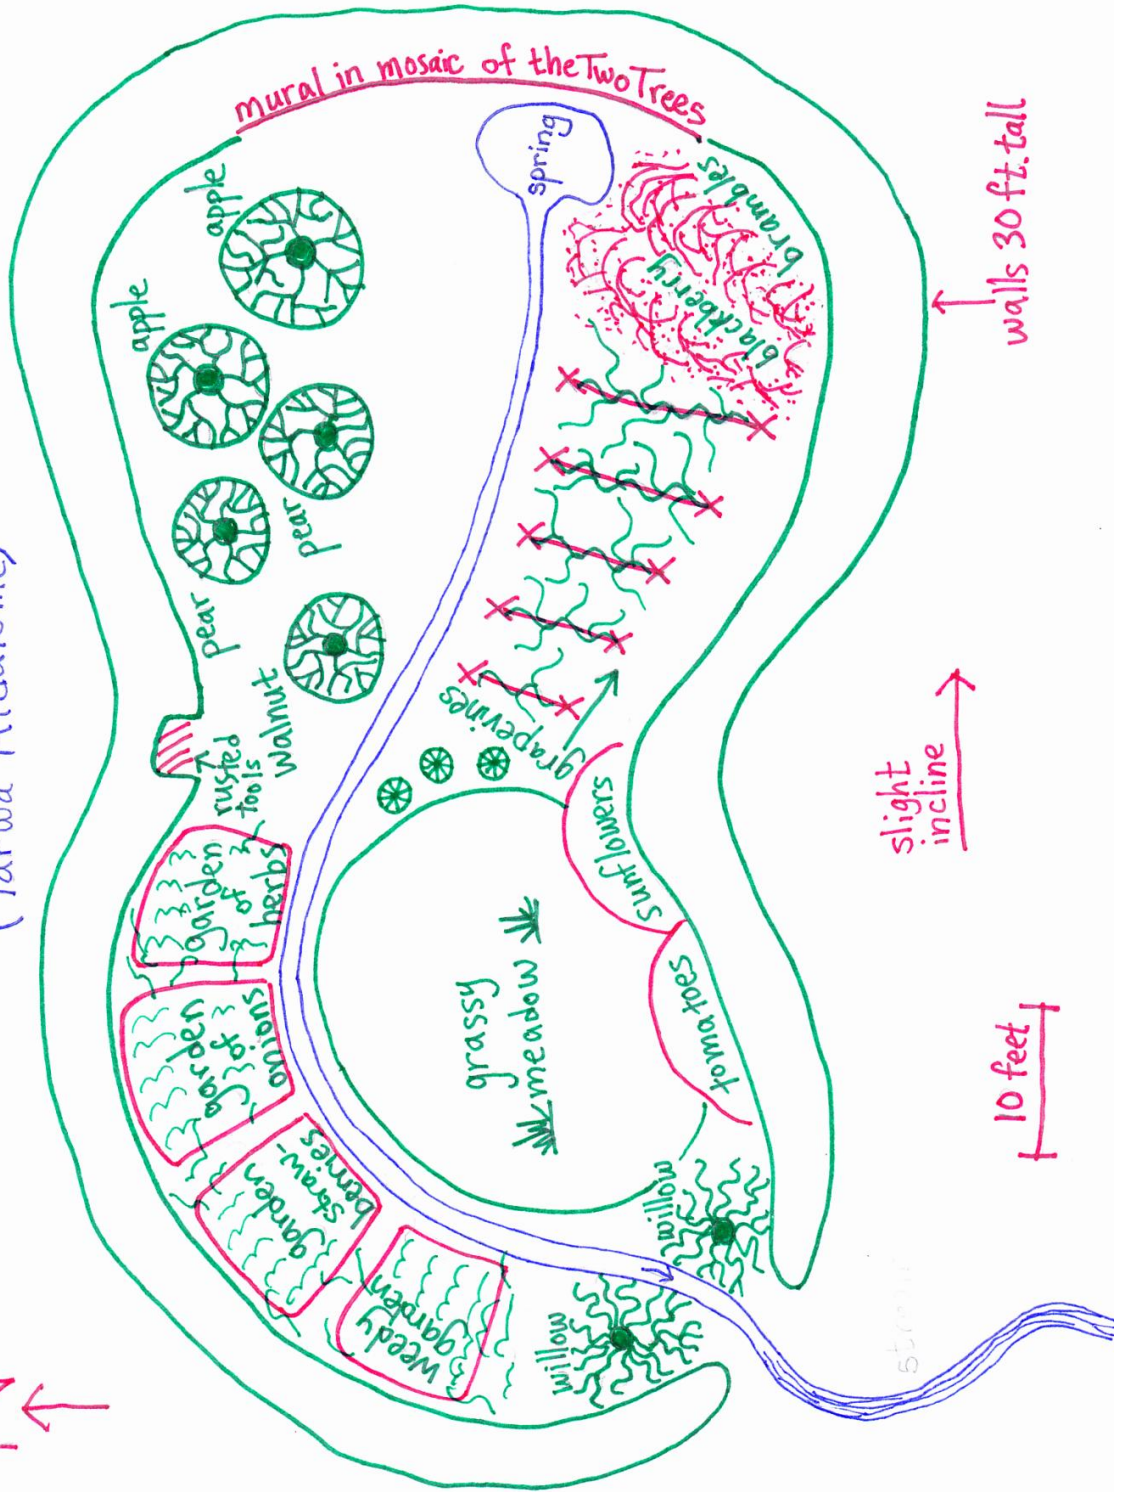 mural in mosaic of the Two Trees
spring
apple
apple
pear
pear
walnut
rusted
tools
blackberry
brambles
grapevines
walls 30 ft. tall
slight
incline
10 feet
garden
of
herbs
garden
of
onions
garden
straw-
berries
weedy
garden
grassy
meadow
sunflowers
tomatoes
willow
willow